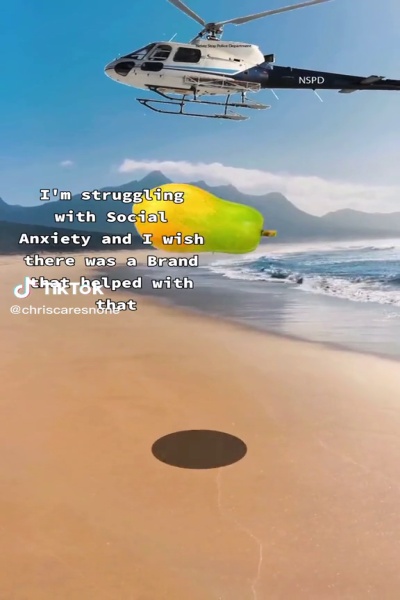 NSPD
I'm struggling
with Social
Anxiety and I wish
there was a Brand
that helped with
that
TikTok
@chriscaresnone